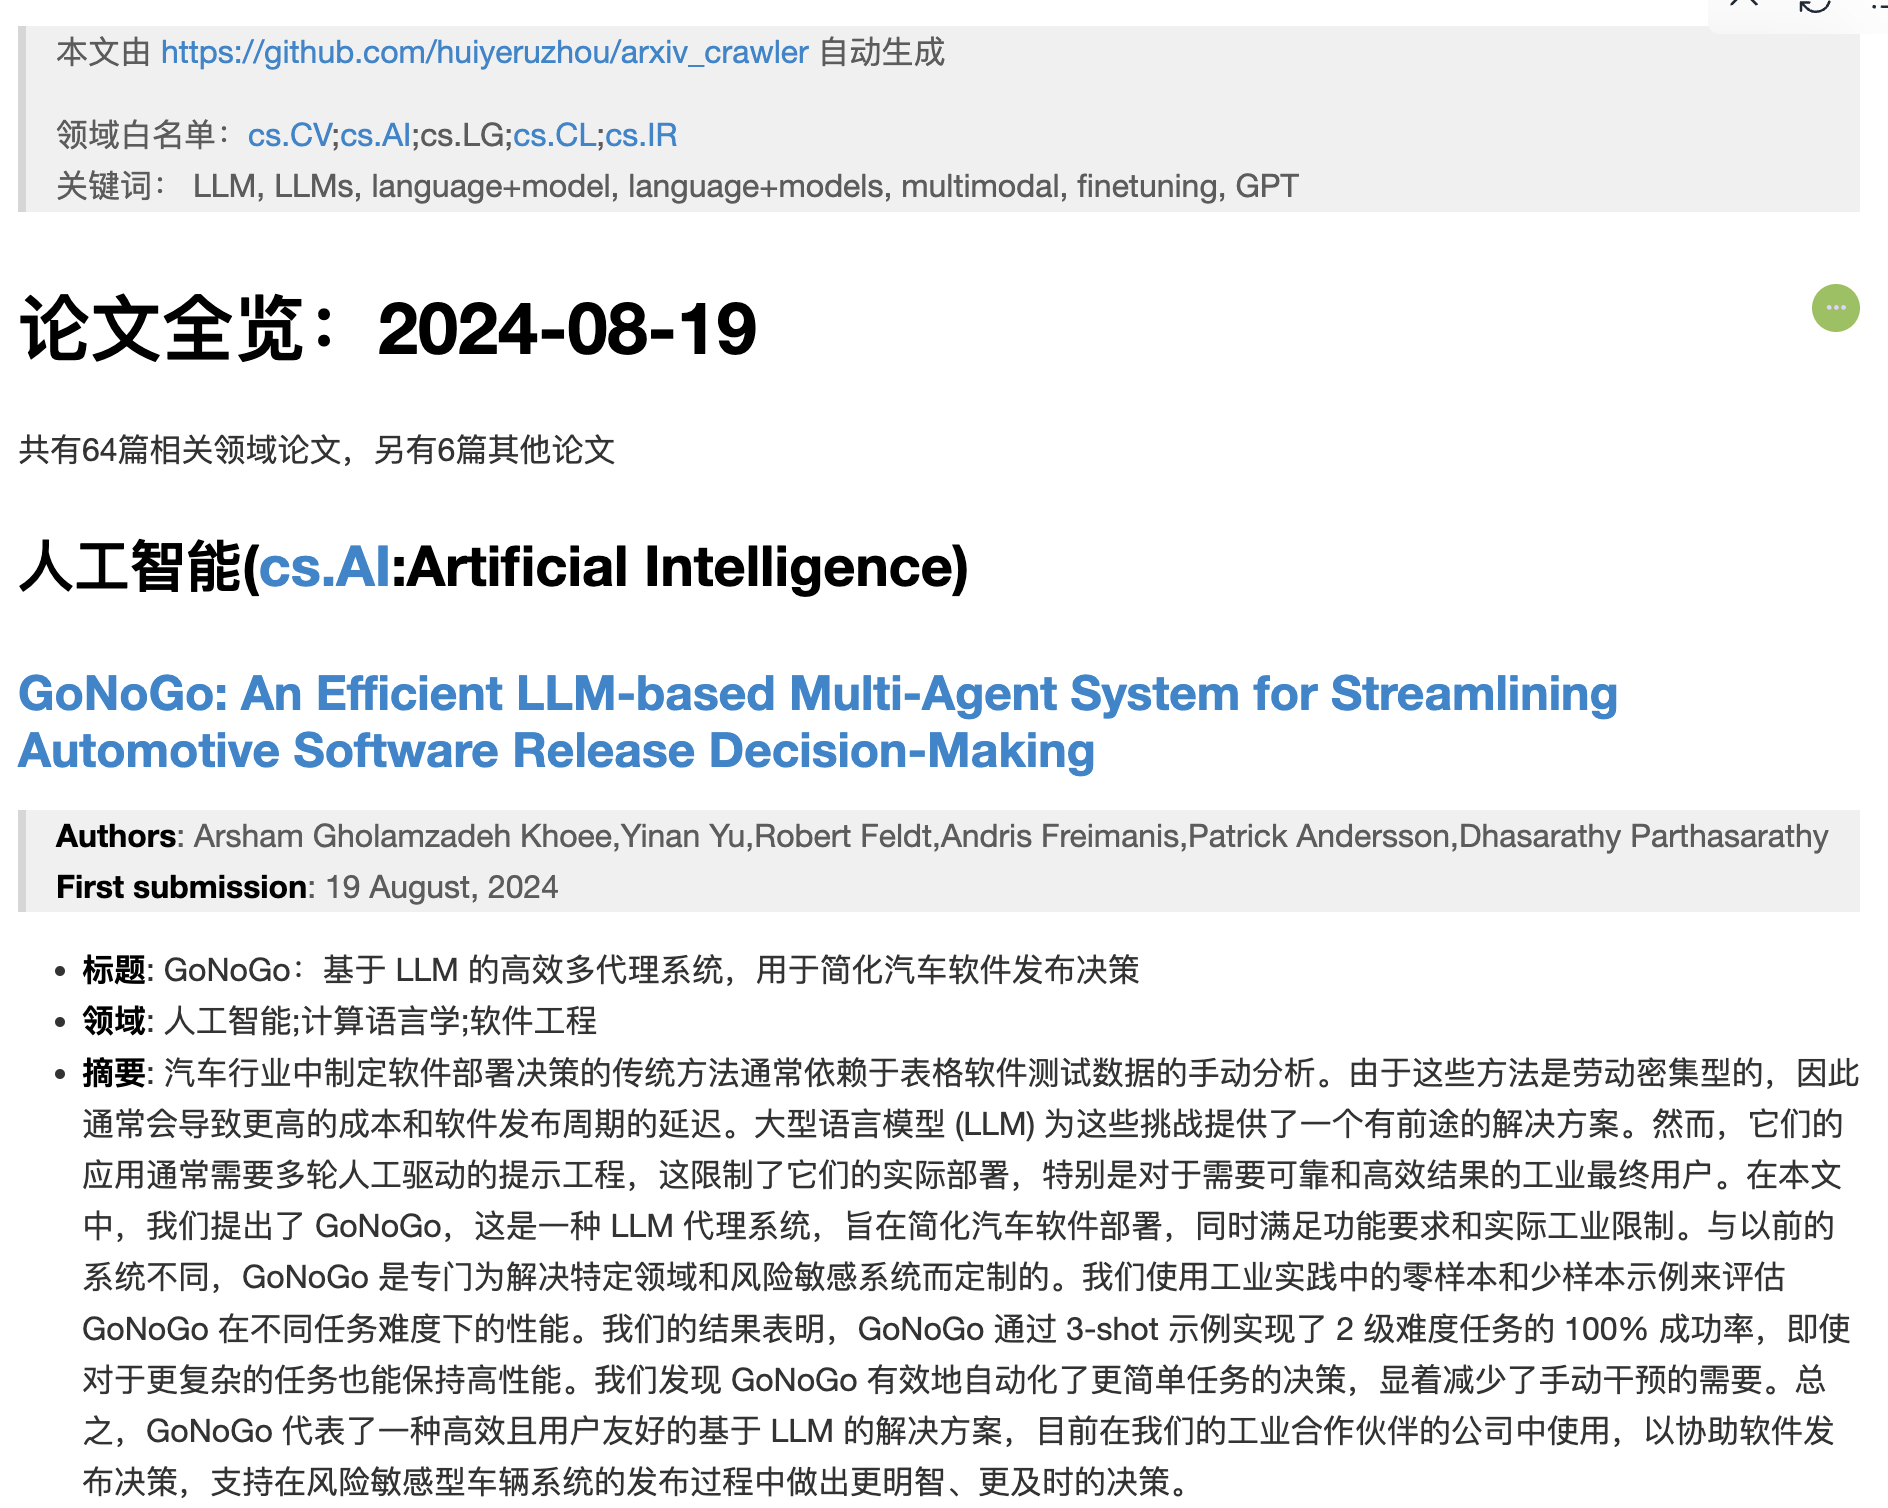 本文由 https://github.com/huiyeruzhou/arxiv_crawler 自动生成
领域白名单：cs.CV;cs.AI;cs.LG;cs.CL;cs.IR
关键词： LLM, LLMs, language+model, language+models, multimodal, finetuning, GPT
论文全览：2024-08-19
共有64篇相关领域论文，另有6篇其他论文
人工智能(cs.AI:Artificial Intelligence)
GoNoGo: An Efficient LLM-based Multi-Agent System for Streamlining
Automotive Software Release Decision-Making
Authors: Arsham Gholamzadeh Khoee,Yinan Yu,Robert Feldt,Andris Freimanis,Patrick Andersson,Dhasarathy Parthasarathy
First submission: 19 August, 2024
• 标题: GoNoGo：基于 LLM 的高效多代理系统，用于简化汽车软件发布决策
• 领域: 人工智能;计算语言学;软件工程
• 摘要: 汽车行业中制定软件部署决策的传统方法通常依赖于表格软件测试数据的手动分析。由于这些方法是劳动密集型的，因此
通常会导致更高的成本和软件发布周期的延迟。大型语言模型 (LLM) 为这些挑战提供了一个有前途的解决方案。然而，它们的
应用通常需要多轮人工驱动的提示工程，这限制了它们的实际部署，特别是对于需要可靠和高效结果的工业最终用户。在本文
中，我们提出了 GoNoGo，这是一种 LLM 代理系统，旨在简化汽车软件部署，同时满足功能要求和实际工业限制。与以前的
系统不同，GoNoGo 是专门为解决特定领域和风险敏感系统而定制的。我们使用工业实践中的零样本和少样本示例来评估
GoNoGo 在不同任务难度下的性能。我们的结果表明，GoNoGo 通过 3-shot 示例实现了 2 级难度任务的 100% 成功率，即使
对于更复杂的任务也能保持高性能。我们发现 GoNoGo 有效地自动化了更简单任务的决策，显着减少了手动干预的需要。总
之，GoNoGo 代表了一种高效且用户友好的基于 LLM 的解决方案，目前在我们的工业合作伙伴的公司中使用，以协助软件发
布决策，支持在风险敏感型车辆系统的发布过程中做出更明智、更及时的决策。